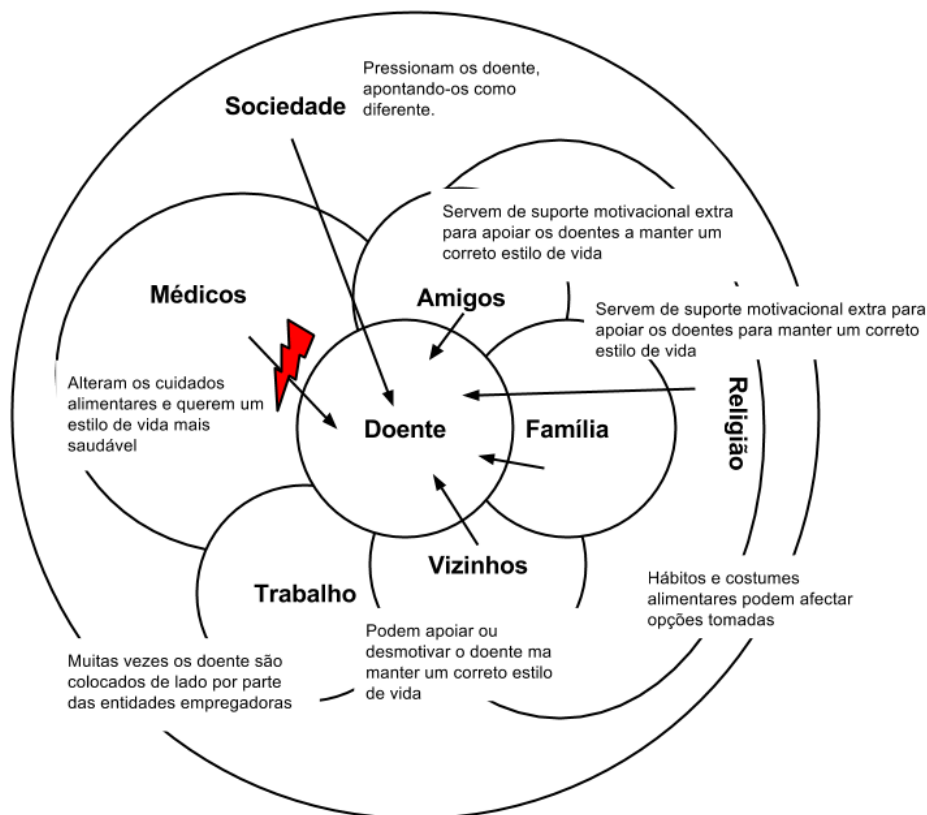 Pressionam os doente,
apontando-os como
diferente.
Sociedade
Servem de suporte motivacional extra
para apoiar os doentes a manter um
correto estilo de vida
Médicos
Amigos
Servem de suporte motivacional extra para
apoiar os doentes para manter um correto
estilo de vida
Alteram os cuidados
alimentares e querem um
estilo de vida mais
saudável
Doente
Família
Religião
Vizinhos
Trabalho
Hábitos e costumes
alimentares podem afectar
opções tomadas
Podem apoiar ou
desmotivar o doente ma
manter um correto estilo
de vida
Muitas vezes os doente são
colocados de lado por parte
das entidades empregadoras